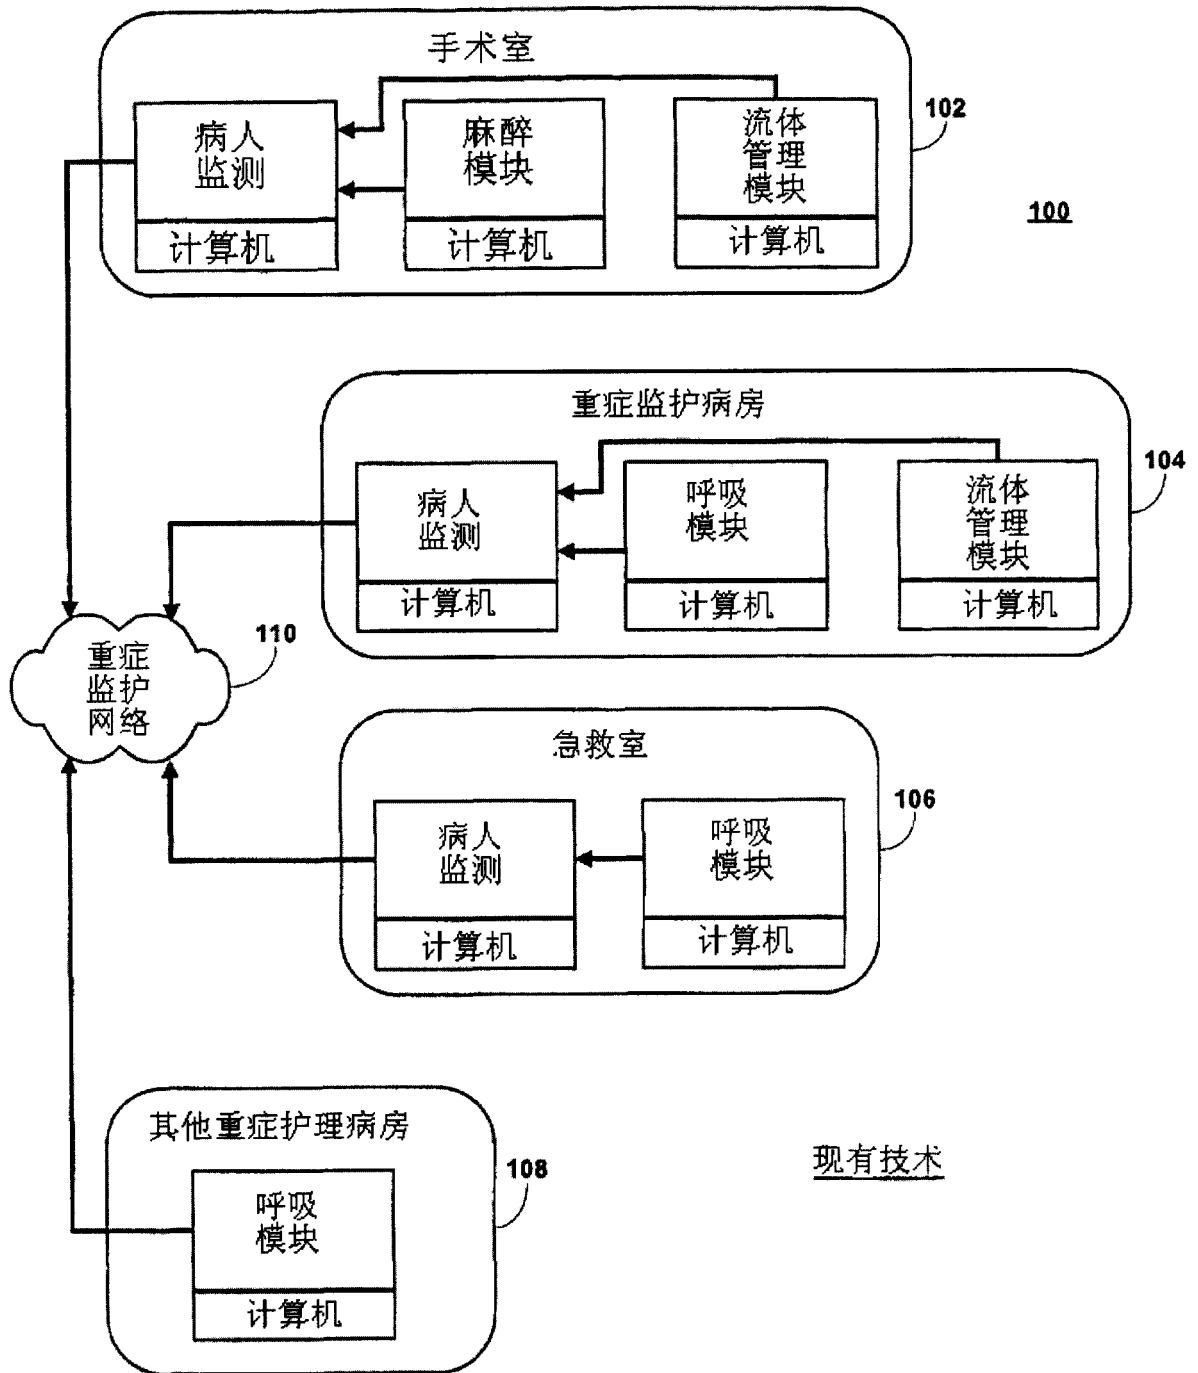 手术室
病人
监测
计算机
麻醉
模块
计算机
流体
管理
模块
计算机
102
100
重症监护病房
病人
监测
计算机
呼吸
模块
计算机
流体
管理
模块
计算机
104
重症
监护
网络
110
急救室
病人
监测
计算机
呼吸
模块
计算机
106
其他重症护理病房
呼吸
模块
计算机
108
现有技术